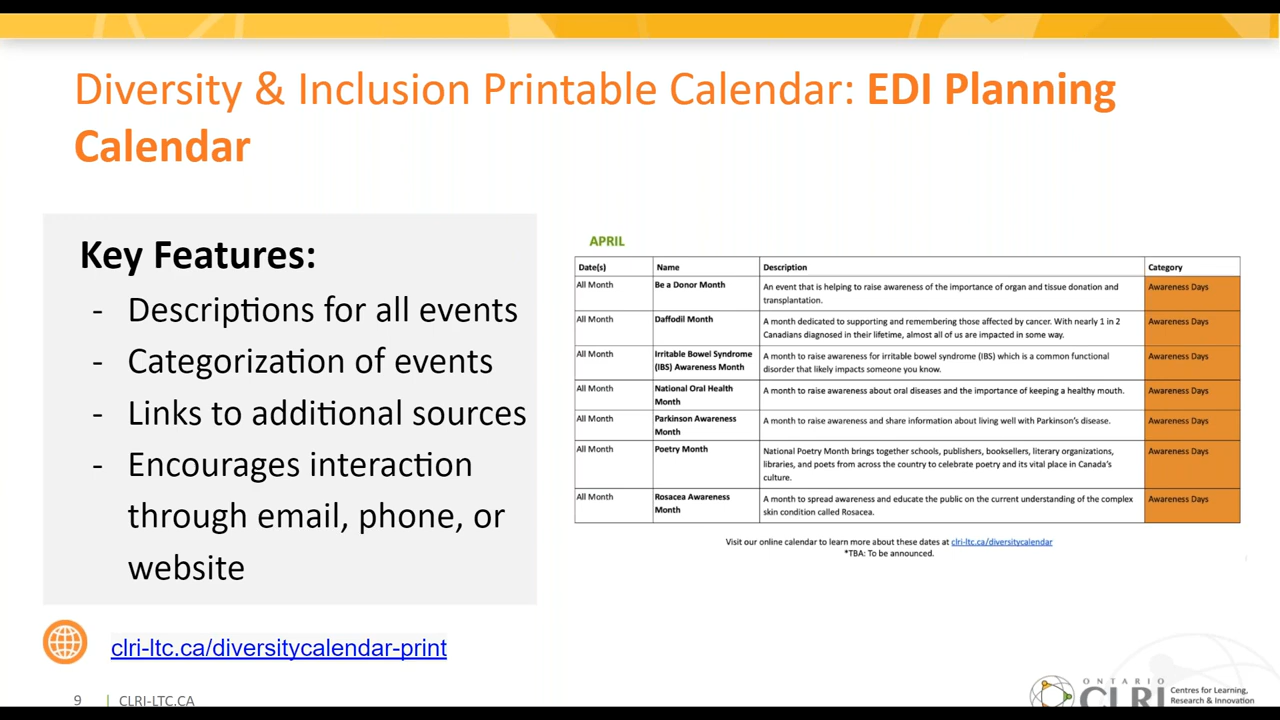 Diversity & Inclusion Printable Calendar: EDI Planning
Calendar
Key Features:
- Descriptions for all events
- Categorization of events
- Links to additional sources
- Encourages interaction
through email, phone, or
website
clri-ltc.ca/diversitycalendar-print
APRIL
Date(s) Name Description Category
All Month Be a Donor Month An event that is helping to raise awareness of the importance of organ and tissue donation and Awareness Days
transplantation.
All Month Daffodil Month A month dedicated to supporting and remembering those affected by cancer. With nearly 1 in 2 Awareness Days
Canadians diagnosed in their lifetime, almost all of us are impacted in some way.
All Month Irritable Bowel Syndrome A month to raise awareness for irritable bowel syndrome (IBS) which is a common functional Awareness Days
(IBS) Awareness Month disorder that likely impacts someone you know.
All Month National Oral Health A month to raise awareness about oral diseases and the importance of keeping a healthy mouth. Awareness Days
Month
All Month Parkinson Awareness A month to raise awareness and share information about living well with Parkinson's disease. Awareness Days
Month
All Month Poetry Month National Poetry Month brings together schools, publishers, booksellers, literary organizations, Awareness Days
libraries, and poets from across the country to celebrate poetry and its vital place in Canada's
culture.
All Month Rosacea Awareness A month to spread awareness and educate the public on the current understanding of the complex Awareness Days
Month skin condition called Rosacea.
Visit our online calendar to learn more about these dates at clri-ltc.ca/diversitycalendar
*TBA: To be announced.
9 | CLRI-LTC.CA
ONTARIO
CLRI Centres for Learning,
Research & Innovation